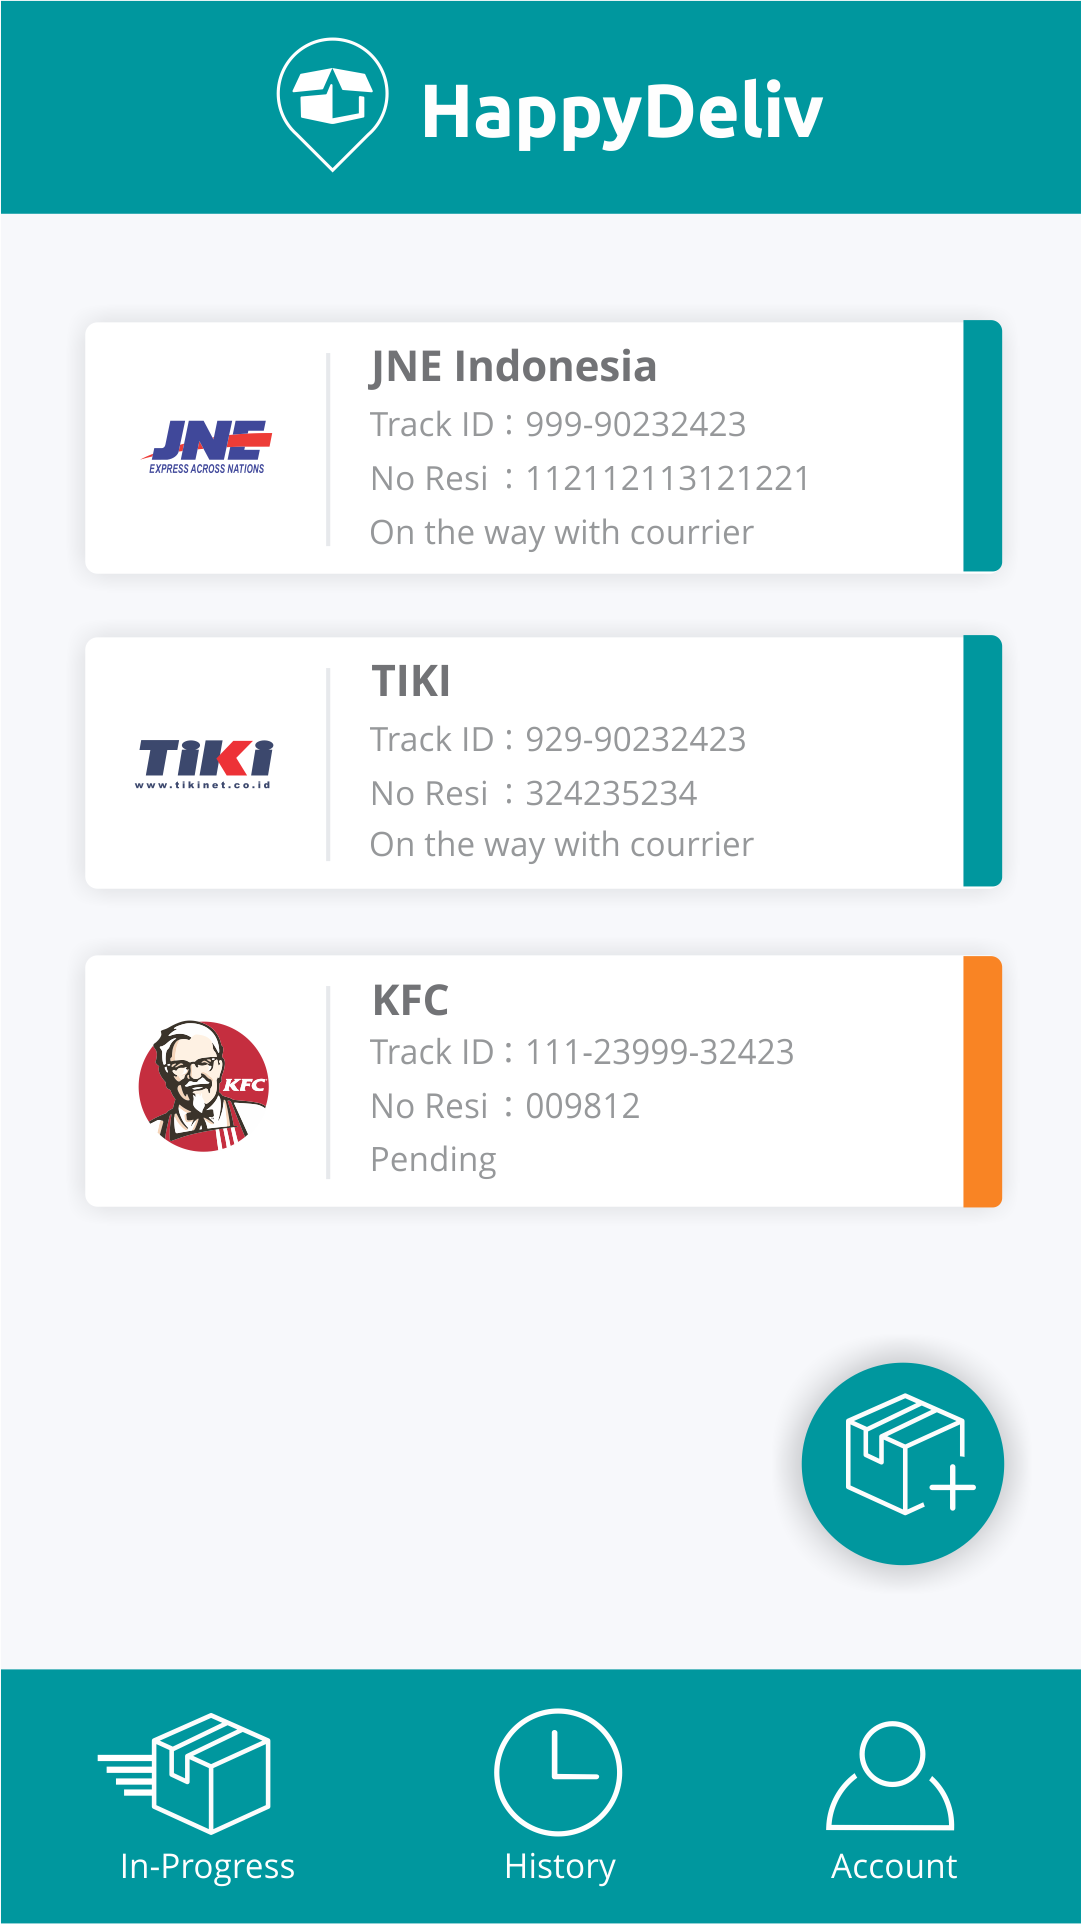 HappyDeliv
JNE Indonesia
Track ID : 999-90232423
No Resi : 112112113121221
On the way with courrier
JNE
EXPRESS ACROSS NATIONS
TIKI
Track ID : 929-90232423
No Resi : 324235234
On the way with courrier
TiKi
www.tikinet.co.id
KFC
Track ID : 111-23999-32423
No Resi : 009812
Pending
KFC
In-Progress
History
Account